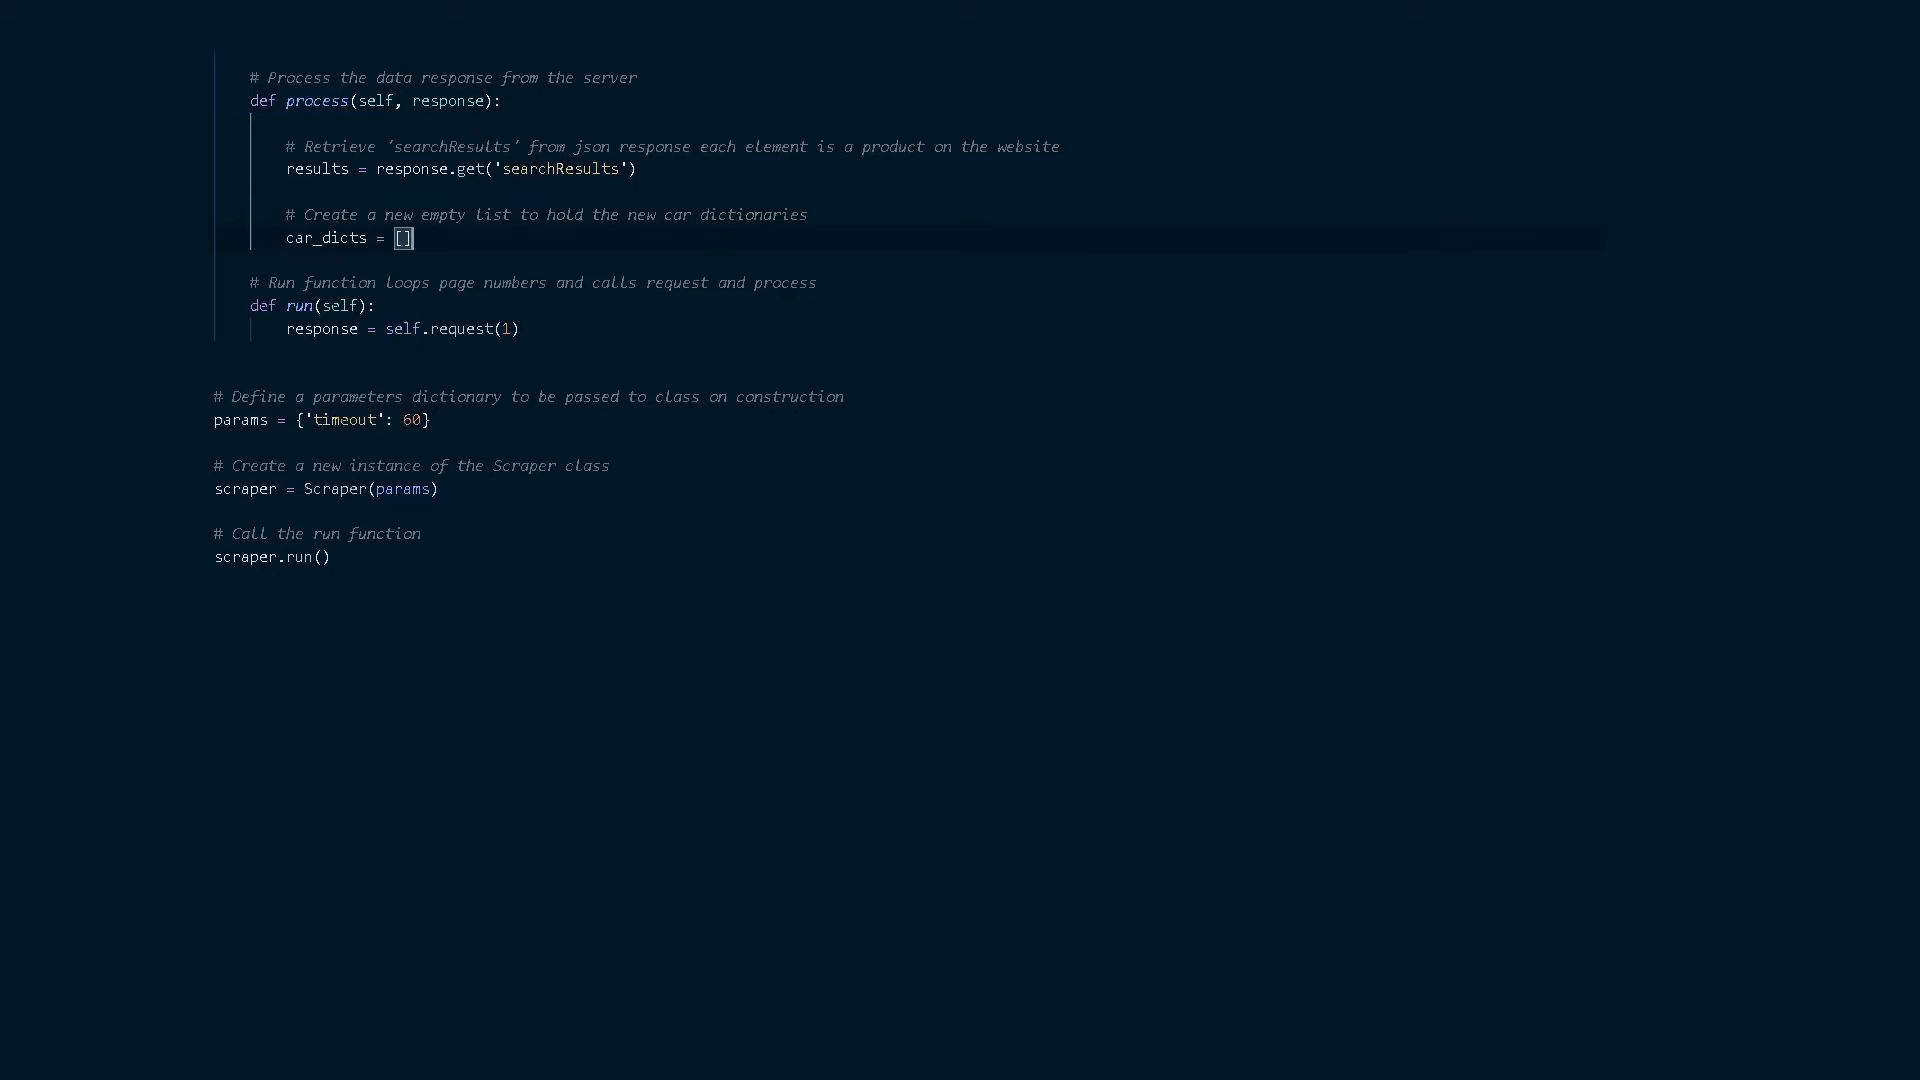 # Process the data response from the server
def process(self, response):
# Retrieve 'searchResults' from json response each element is a product on the website
results = response.get('searchResults')
# Create a new empty list to hold the new car dictionaries
car_dicts = []
# Run function loops page numbers and calls request and process
def run(self):
response = self.request(1)
# Define a parameters dictionary to be passed to class on construction
params = {'timeout': 60}
# Create a new instance of the Scraper class
scraper = Scraper(params)
# Call the run function
scraper.run()